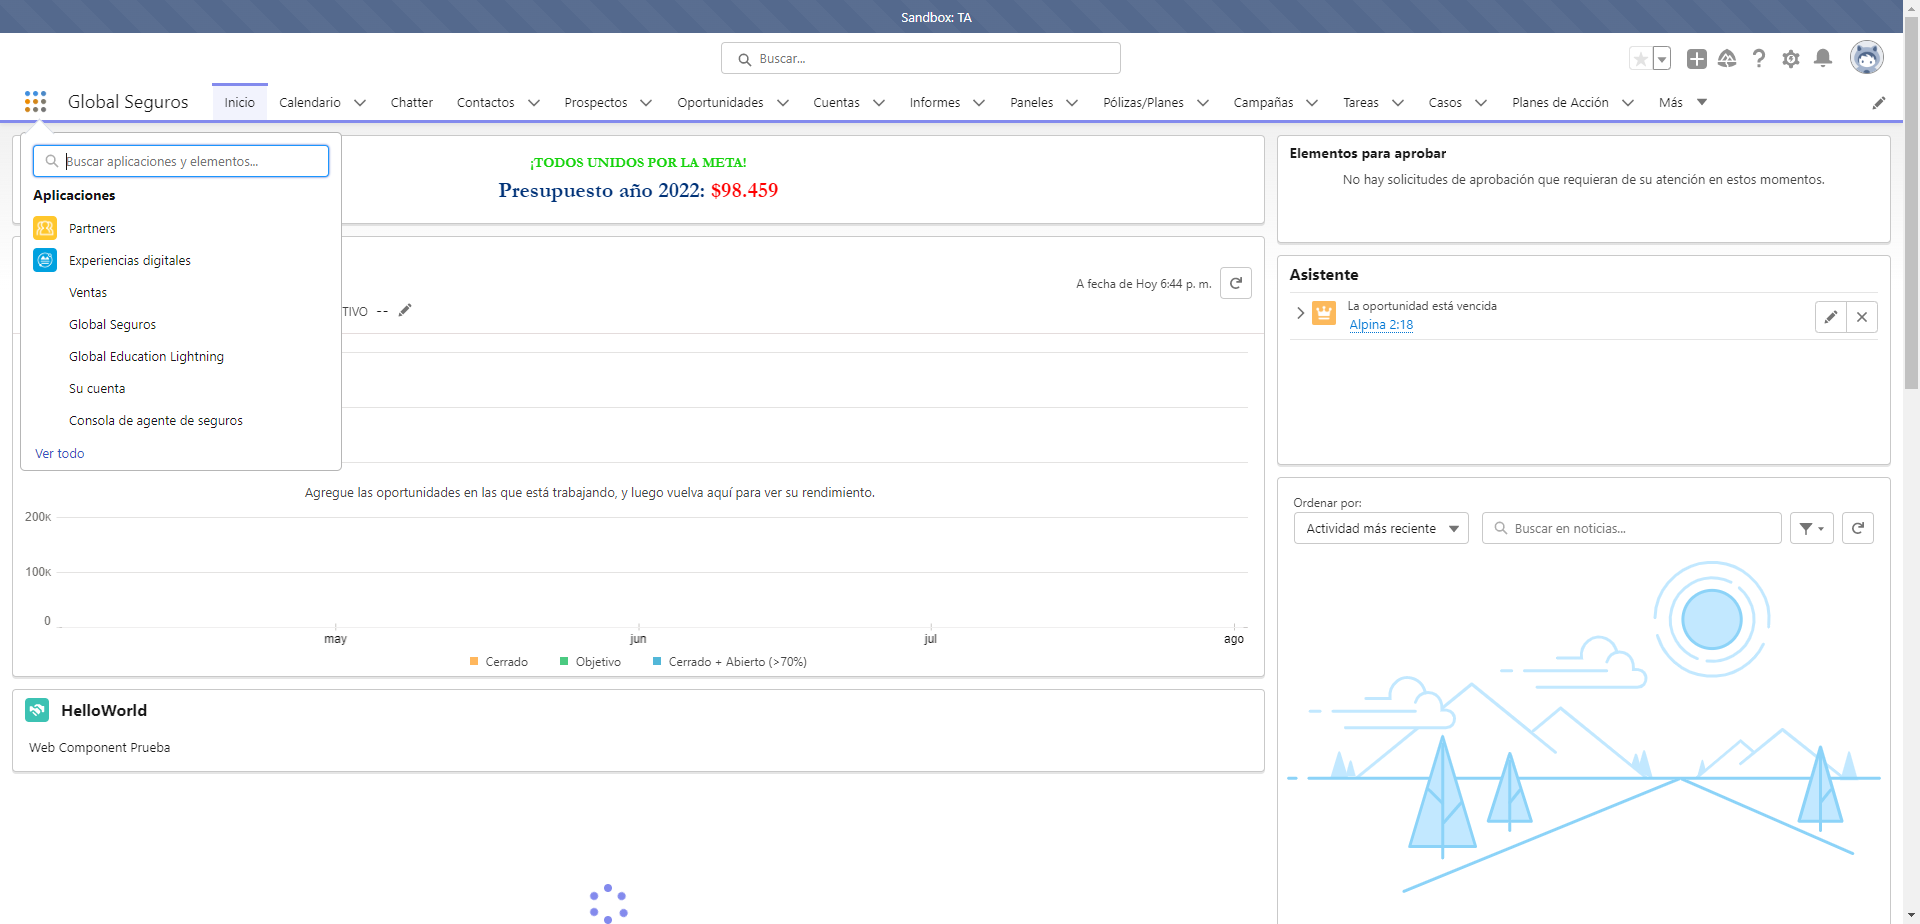 Sandbox: TA
Buscar...
Global Seguros
Inicio
Calendario
Chatter
Contactos
Prospectos
Oportunidades
Cuentas
Informes
Paneles
Pólizas/Planes
Campañas
Tareas
Casos
Planes de Acción
Más
Buscar aplicaciones y elementos...
Aplicaciones
Partners
Experiencias digitales
Ventas
Global Seguros
Global Education Lightning
Su cuenta
Consola de agente de seguros
Ver todo
¡TODOS UNIDOS POR LA META!
Presupuesto año 2022: $98.459
A fecha de Hoy 6:44 p. m.
TIVO --
Agregue las oportunidades en las que está trabajando, y luego vuelva aquí para ver su rendimiento.
200K
100K
0
may
jun
jul
ago
Cerrado
Objetivo
Cerrado + Abierto (>70%)
HelloWorld
Web Component Prueba
Elementos para aprobar
No hay solicitudes de aprobación que requieran de su atención en estos momentos.
Asistente
La oportunidad está vencida
Alpina 2:18
Ordenar por:
Actividad más reciente
Buscar en noticias...